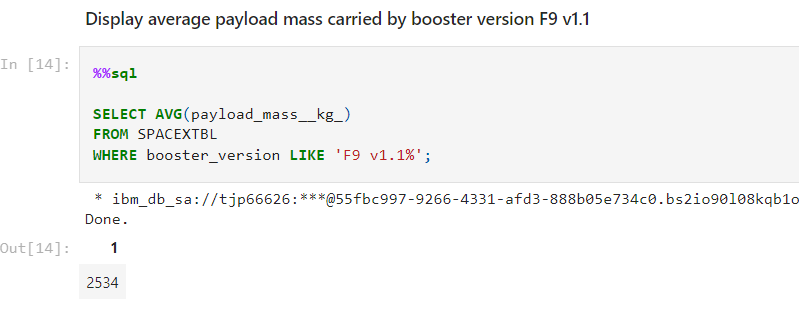 Display average payload mass carried by booster version F9 v1.1
In [14]:
%%sql
SELECT AVG(payload_mass__kg_)
FROM SPACEXTBL
WHERE booster_version LIKE 'F9 v1.1%';
* ibm_db_sa://tjp66626:***@55fbc997-9266-4331-afd3-888b05e734c0.bs2io90l08kqb1o
Done.
Out[14]:
1
2534